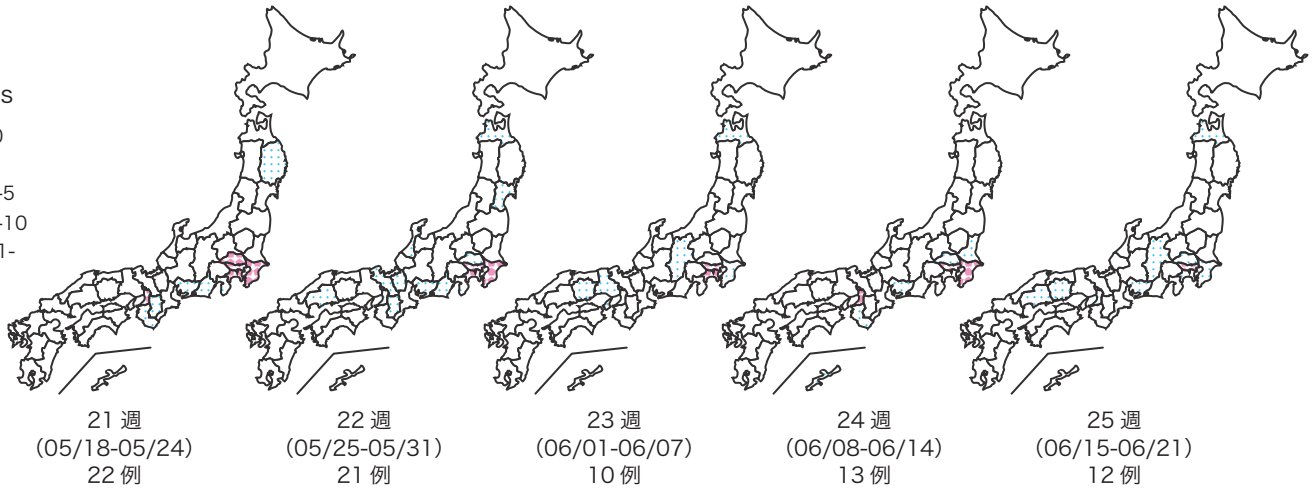 s
0
-5
-10
1-
21 週
(05/18-05/24)
22 例
22 週
(05/25-05/31)
21 例
23 週
(06/01-06/07)
10 例
24 週
(06/08-06/14)
13 例
25 週
(06/15-06/21)
12 例